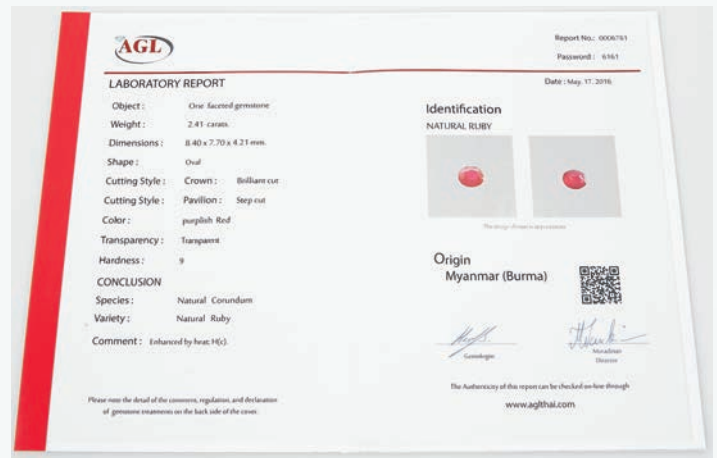 AGL
Report No.: 0006761
Password: 6161
LABORATORY REPORT
Date : May, 17, 2016
Object : One faceted gemstone
Weight : 2.41 carats.
Dimensions : 8.40 x 7.70 x 4.21 mm.
Shape : Oval
Cutting Style : Crown : Brilliant cut
Cutting Style : Pavilion : Step cut
Color : purplish Red
Transparency : Transparent
Hardness : 9
CONCLUSION
Species : Natural Corundum
Variety : Natural Ruby
Comment : Enhanced by heat H(c).
Please note the detail of the comment, regulation, and declaration
of gemstone treatments on the back side of the cover.
Identification
NATURAL RUBY
Origin
Myanmar (Burma)
Gemologist
Director
The Authenticity of this report can be checked on-line through
www.aglthai.com